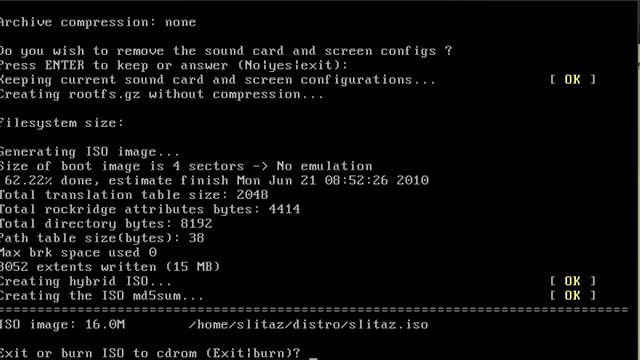 Archive compression: none
Do you wish to remove the sound card and screen configs ?
Press ENTER to keep or answer (No|yes|exit):
Keeping current sound card and screen configurations... [ OK ]
Creating rootfs.gz without compression...
Filesystem size:
Generating ISO image...
Size of boot image is 4 sectors -> No emulation
62.22% done, estimate finish Mon Jun 21 08:52:26 2010
Total translation table size: 2048
Total rockridge attributes bytes: 4414
Total directory bytes: 8192
Path table size(bytes): 38
Max brk space used 0
8052 extents written (15 MB)
Creating hybrid ISO... [ OK ]
Creating the ISO md5sum... [ OK ]
================================================================================
ISO image: 16.0M /home/slitaz/distro/slitaz.iso
Exit or burn ISO to cdrom (Exit|burn)? _